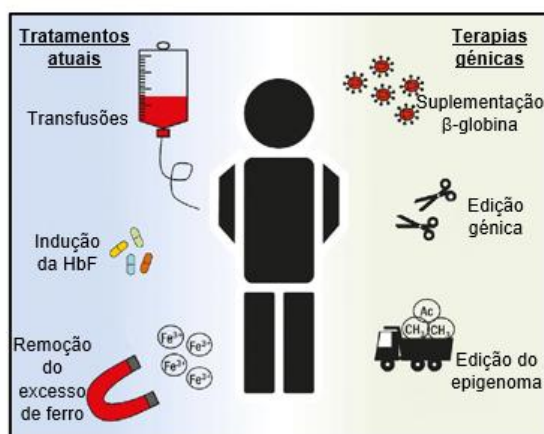 Tratamentos
atuais
Transfusões
Indução
da HbF
Remoção
do
excesso
de ferro
Fe³⁺
Fe³⁺
Fe³⁺
Fe³⁺
Terapias
génicas
Suplementação
β-globina
Edição
génica
Ac
CH₃
CH₃
Edição do
epigenoma